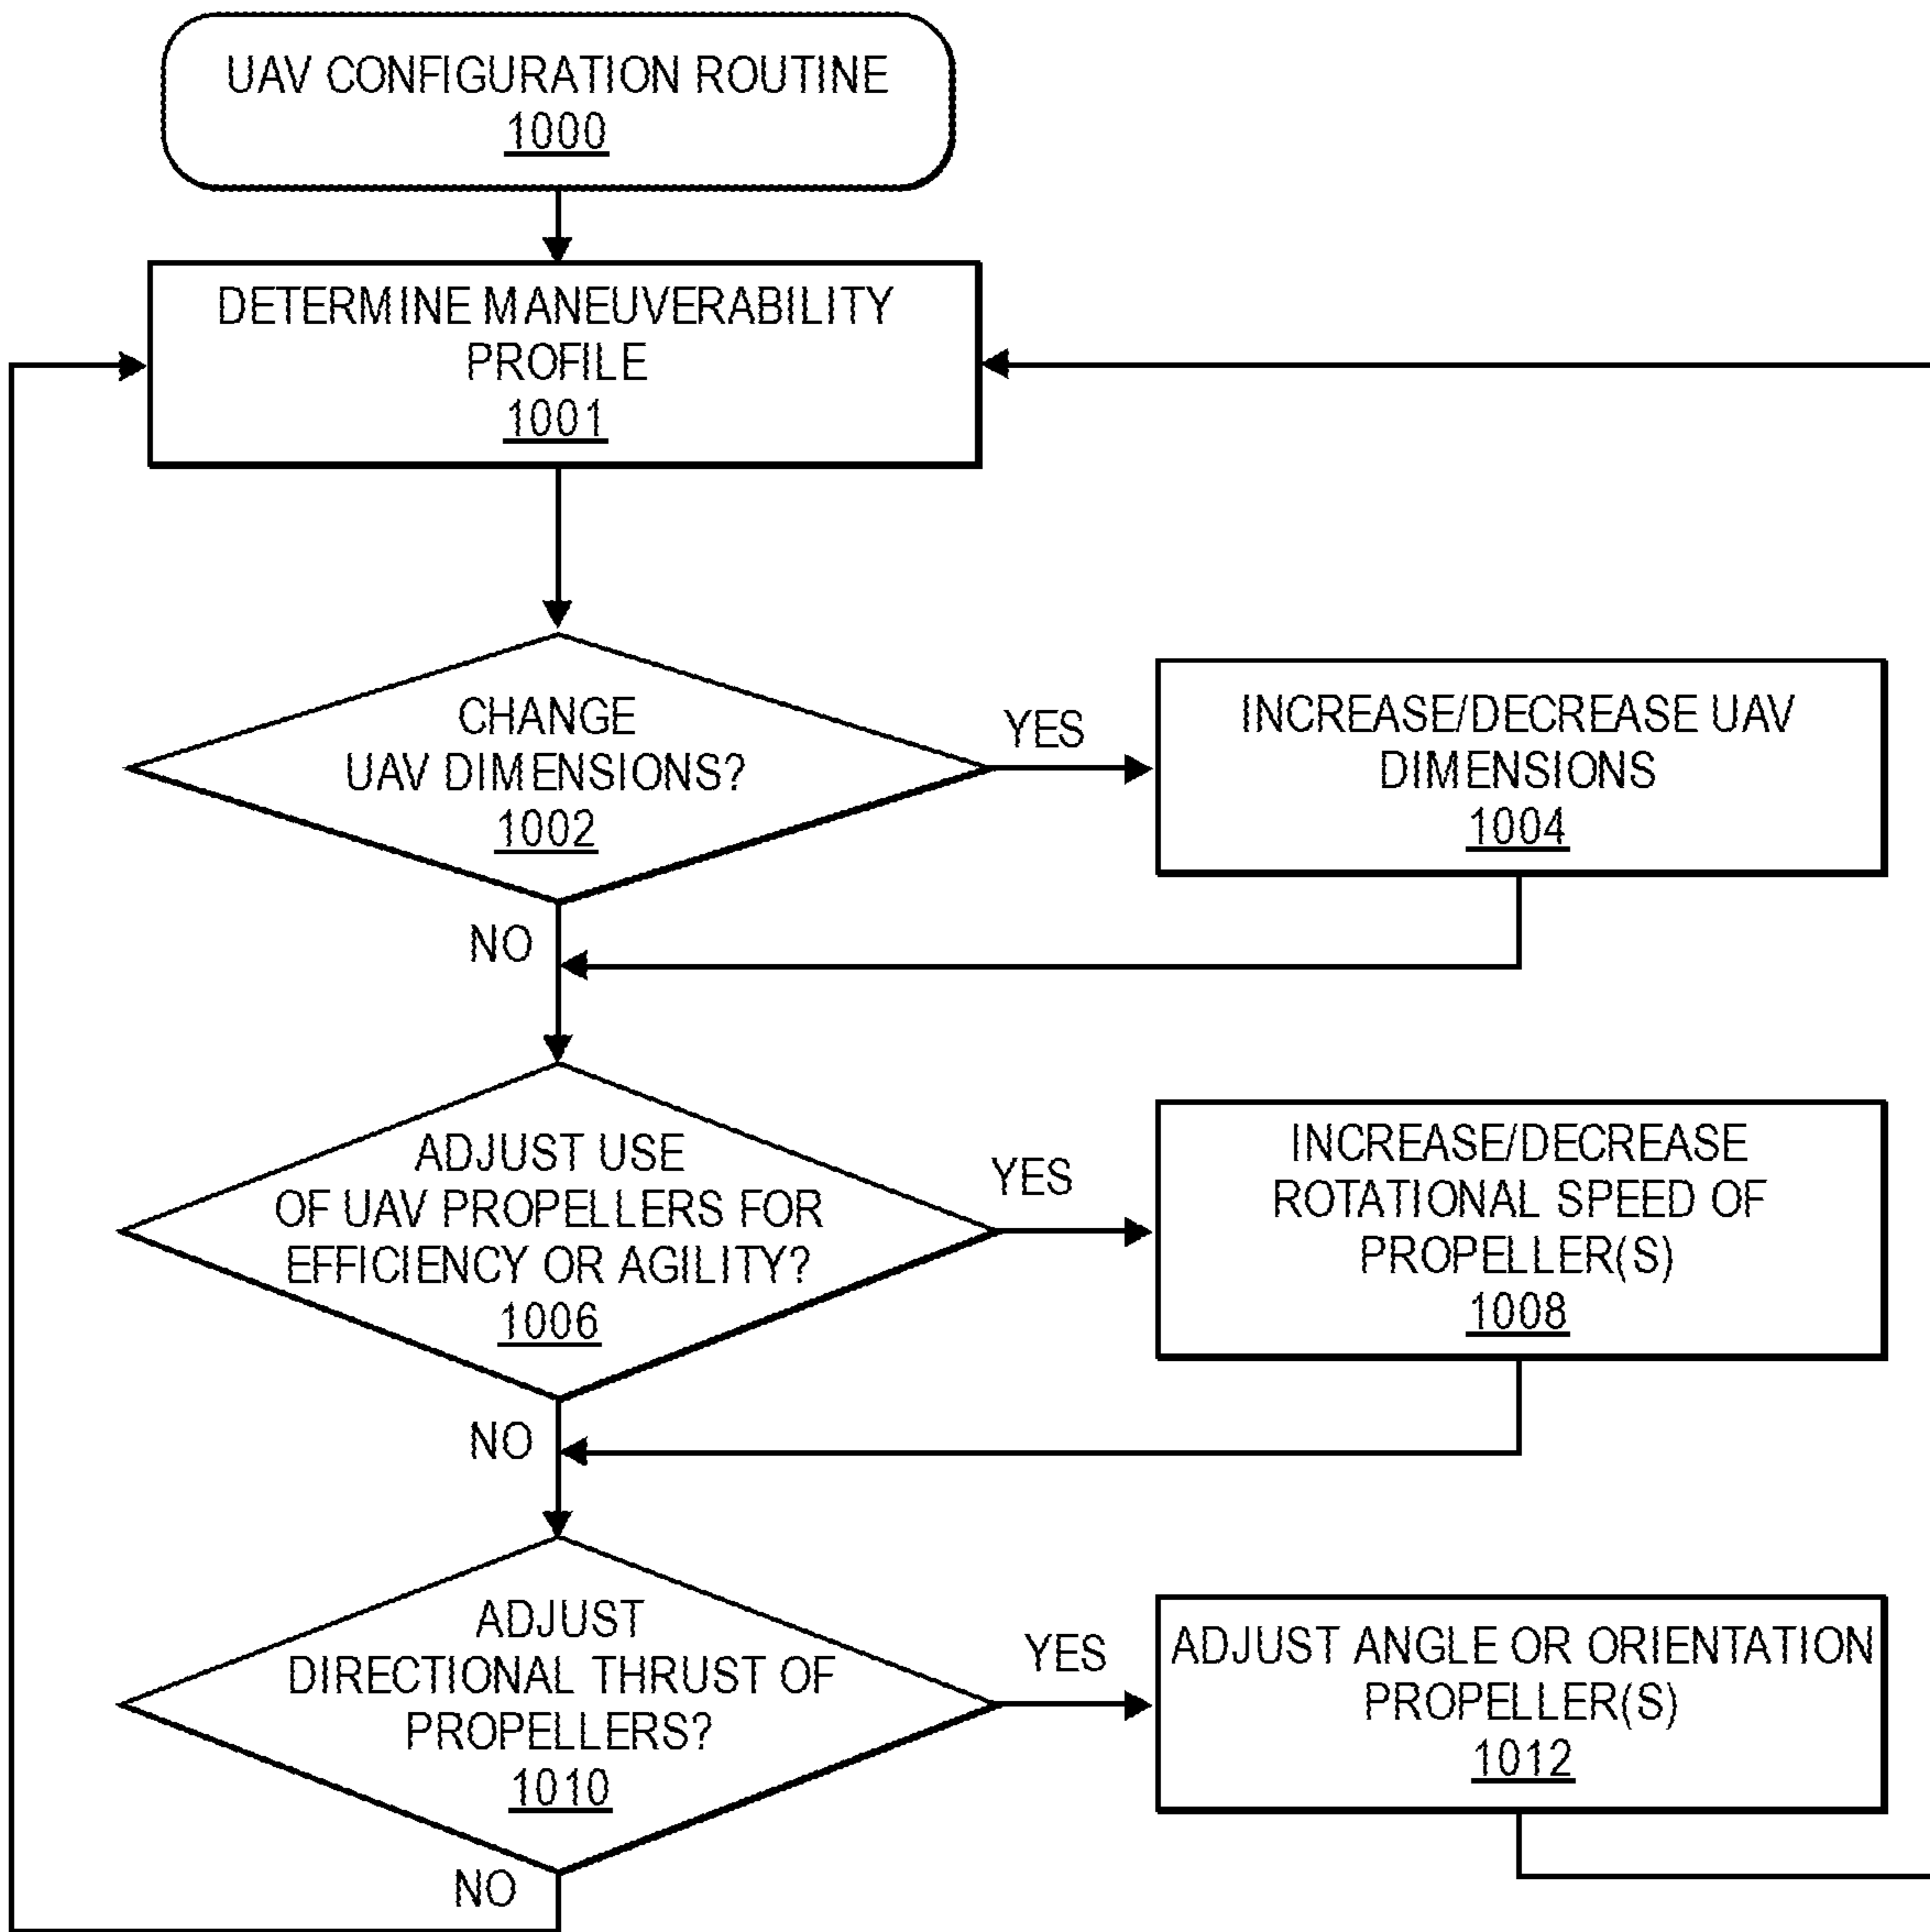 UAV CONFIGURATION ROUTINE
1000
DETERMINE MANEUVERABILITY
PROFILE
1001
CHANGE
UAV DIMENSIONS?
1002
YES
INCREASE/DECREASE UAV
DIMENSIONS
1004
NO
ADJUST USE
OF UAV PROPELLERS FOR
EFFICIENCY OR AGILITY?
1006
YES
INCREASE/DECREASE
ROTATIONAL SPEED OF
PROPELLER(S)
1008
NO
ADJUST
DIRECTIONAL THRUST OF
PROPELLERS?
1010
YES
ADJUST ANGLE OR ORIENTATION
PROPELLER(S)
1012
NO